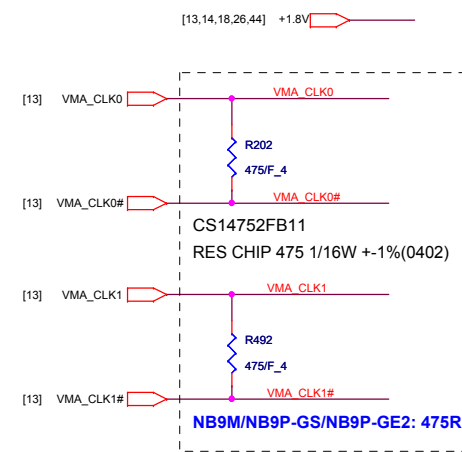 [13,14,18,26,44] +1.8V
[13] VMA_CLK0 VMA_CLK0
R202
475/F_4
[13] VMA_CLK0# VMA_CLK0#
CS14752FB11
RES CHIP 475 1/16W +-1%(0402)
[13] VMA_CLK1 VMA_CLK1
R492
475/F_4
[13] VMA_CLK1# VMA_CLK1#
NB9M/NB9P-GS/NB9P-GE2: 475R